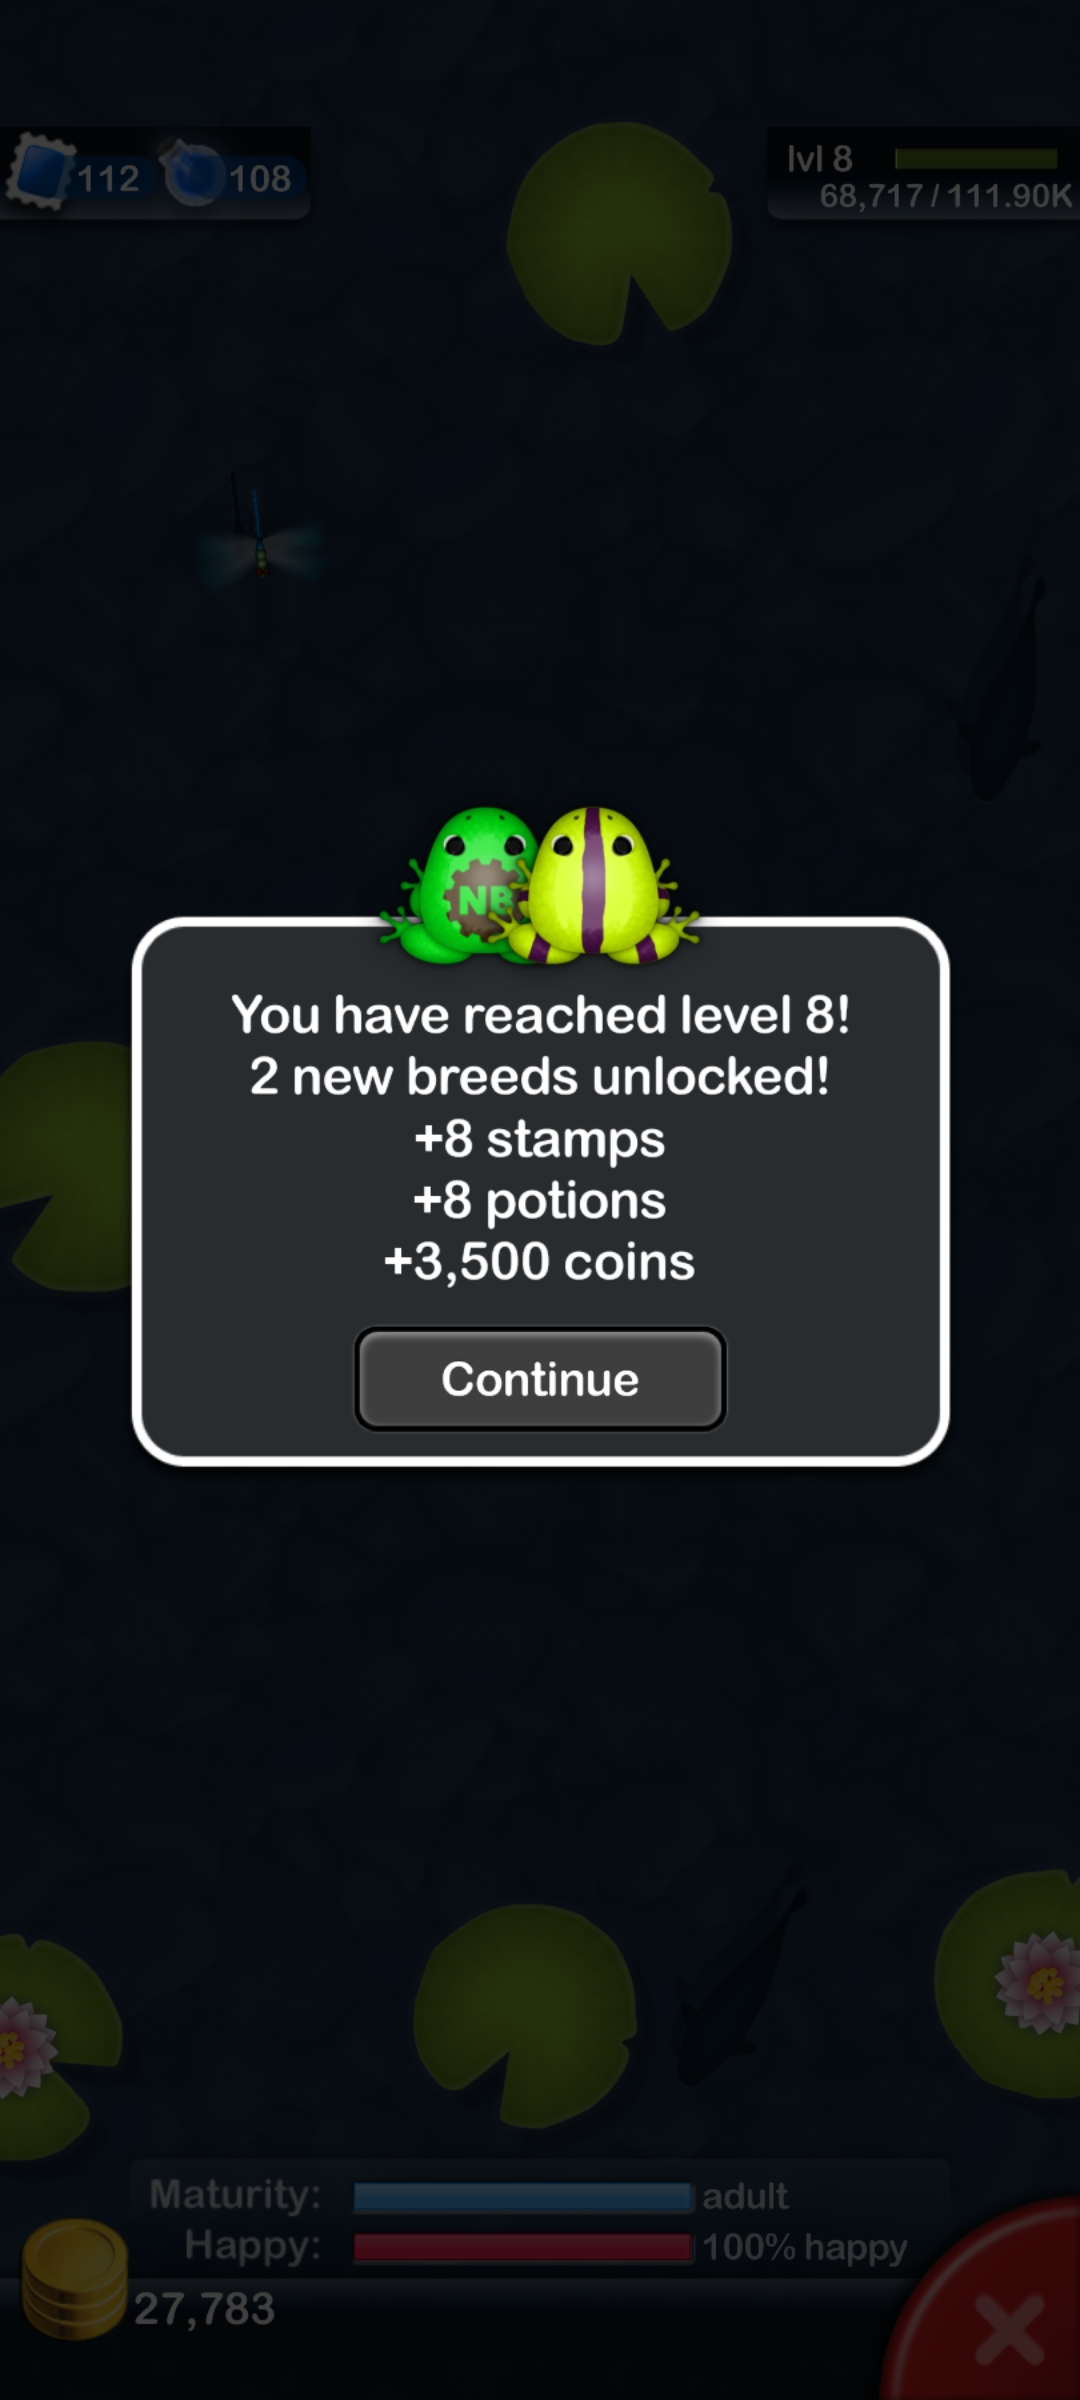 112 108
lvl 8
68,717 / 111.90K
NB
You have reached level 8!
2 new breeds unlocked!
+8 stamps
+8 potions
+3,500 coins
Continue
Maturity: adult
Happy: 100% happy
27,783